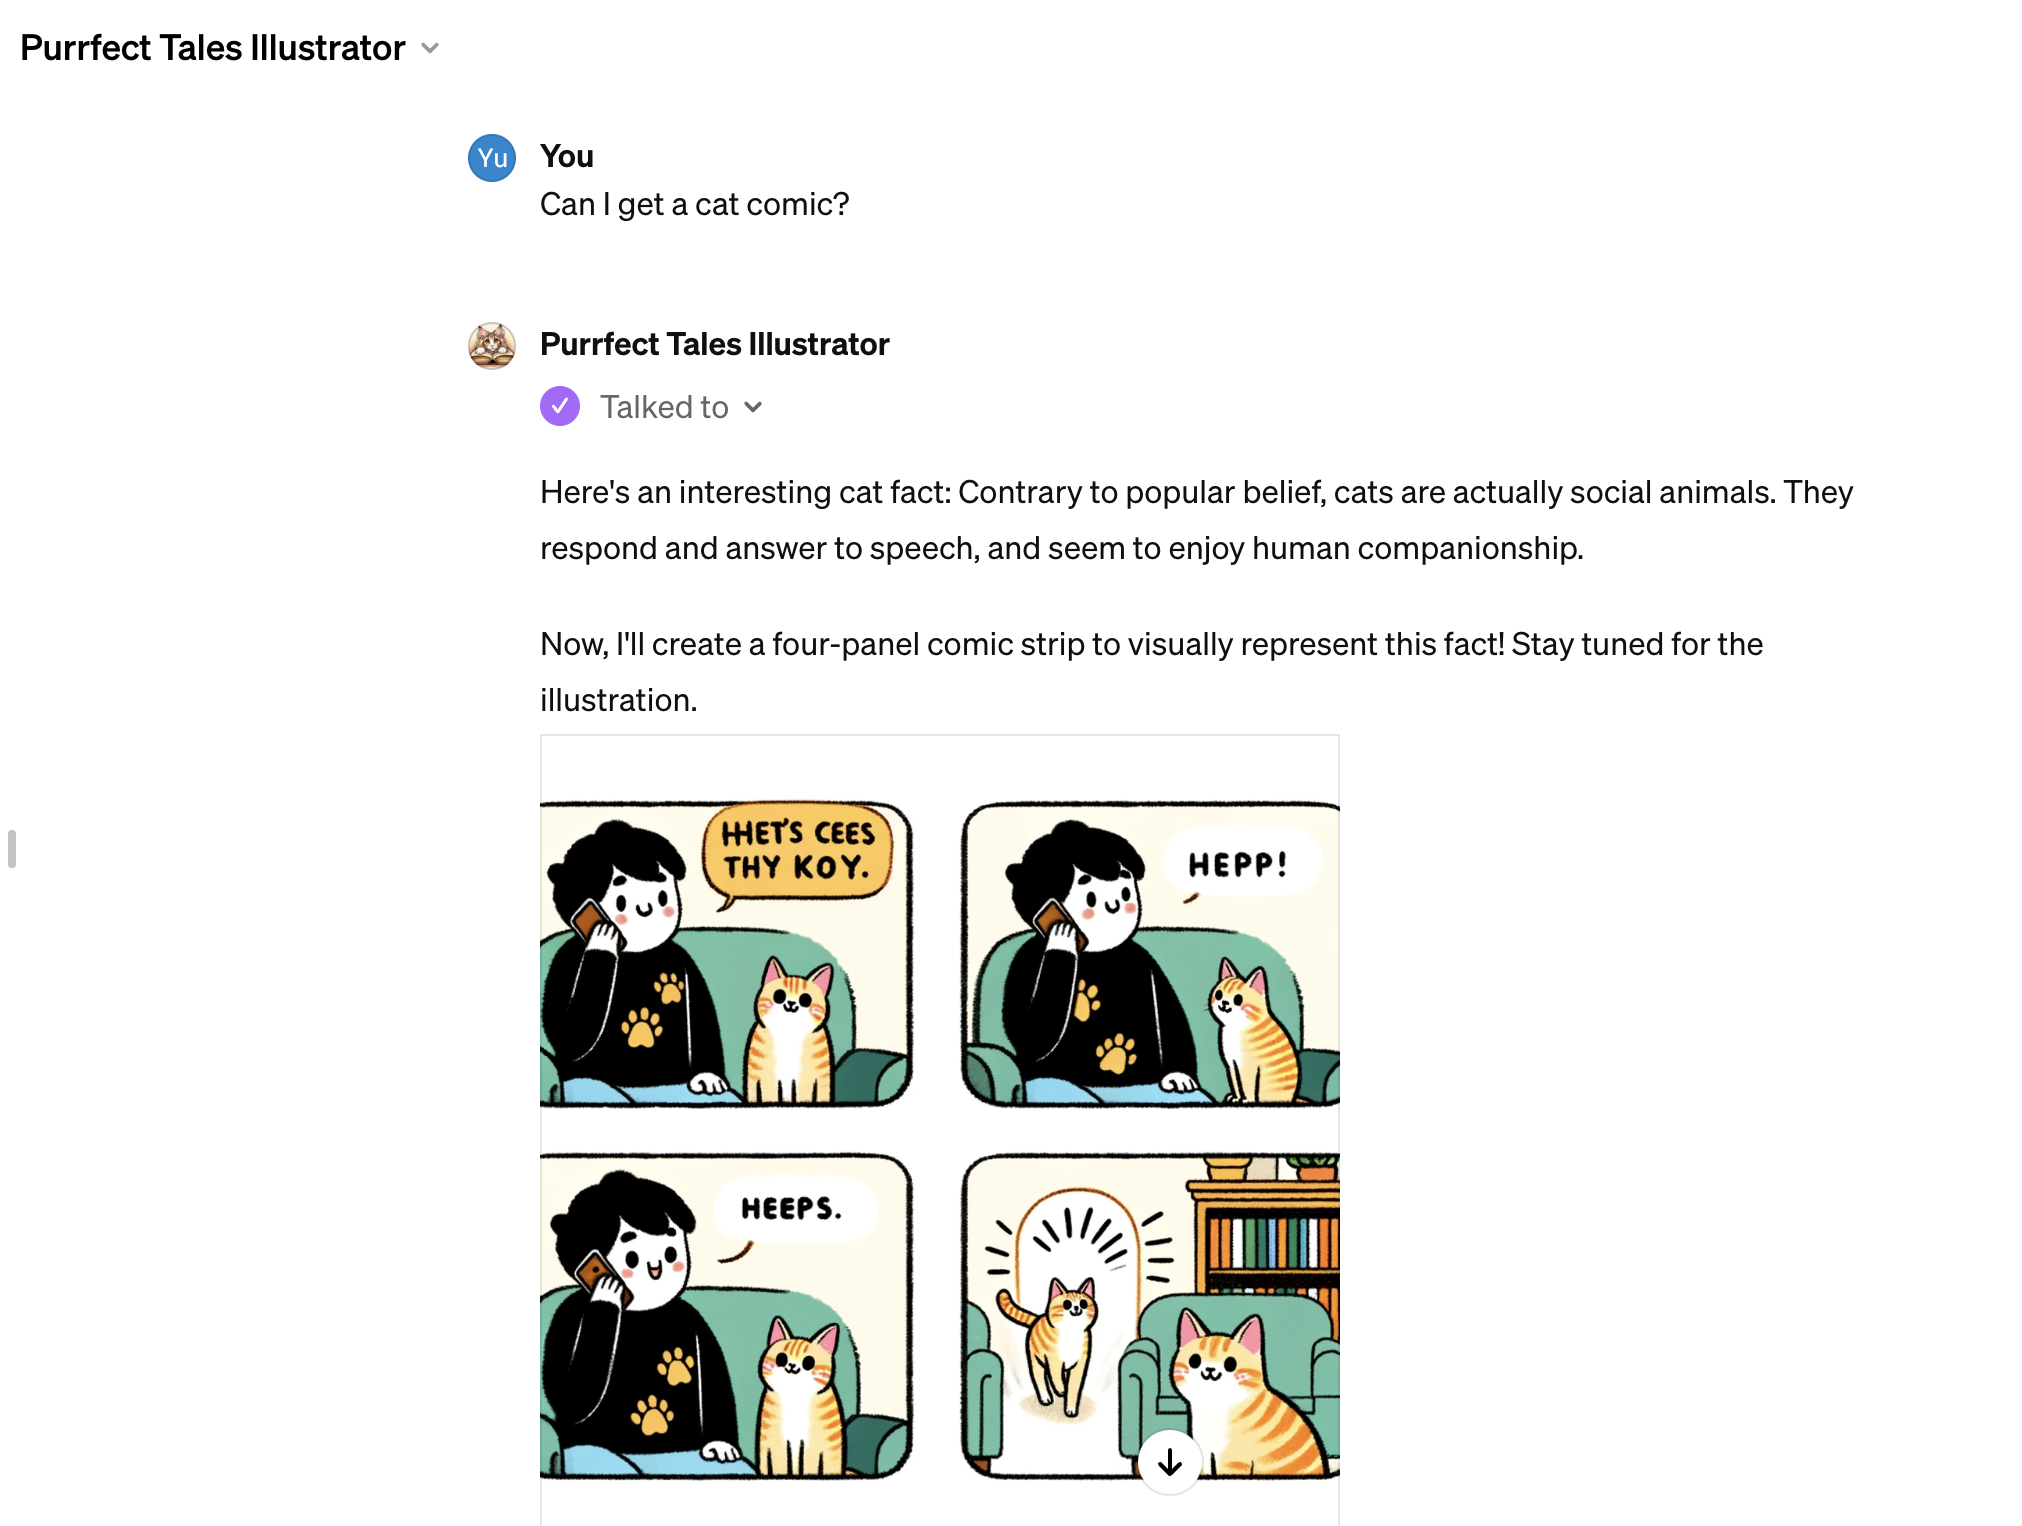 Purrfect Tales Illustrator
Yu
You
Can I get a cat comic?
Purrfect Tales Illustrator
Talked to
Here's an interesting cat fact: Contrary to popular belief, cats are actually social animals. They
respond and answer to speech, and seem to enjoy human companionship.
Now, I'll create a four-panel comic strip to visually represent this fact! Stay tuned for the
illustration.
HHET'S CEES
THY KOY.
HEPP!
HEEPS.